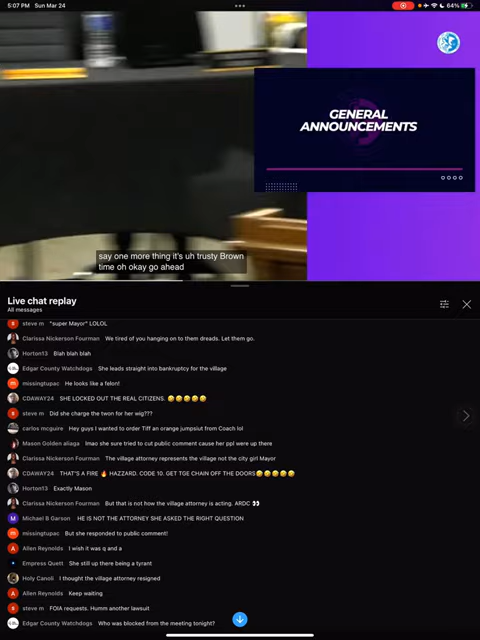 5:07 PM Sun Mar 24
64%
GENERAL
ANNOUNCEMENTS
say one more thing it's uh trusty Brown
time oh okay go ahead
Live chat replay
All messages
steve m "super Mayor" LOLOL
Clarissa Nickerson Fourman We tired of you hanging on to them dreads. Let them go.
Horton13 Blah blah blah
Edgar County Watchdogs She leads straight into bankruptcy for the village
missingtupac He looks like a felon!
CDAWAY24 SHE LOCKED OUT THE REAL CITIZENS. 🤣🤣🤣🤣🤣
steve m Did she charge the twon for her wig???
carlos mcguire Hey guys I wanted to order Tiff an orange jumpsiut from Coach lol
Mason Golden aliaga lmao she sure tried to cut public comment cause her ppl were up there
Clarissa Nickerson Fourman The village attorney represents the village not the city girl Mayor
CDAWAY24 THAT'S A FIRE 🔥 HAZZARD. CODE 10. GET TGE CHAIN OFF THE DOORS🤣🤣🤣🤣🤣
Horton13 Exactly Mason
Clarissa Nickerson Fourman But that is not how the village attorney is acting. ARDC 👀
M Michael B Garson HE IS NOT THE ATTORNEY SHE ASKED THE RIGHT QUESTION
missingtupac But she responded to public comment!
A Allen Reynolds I wish it was q and a
Empress Quett She still up there being a tyrant
Holy Canoli I thought the village attorney resigned
A Allen Reynolds Keep waiting
steve m FOIA requests. Humm another lawsuit
Edgar County Watchdogs Who was blocked from the meeting tonight?